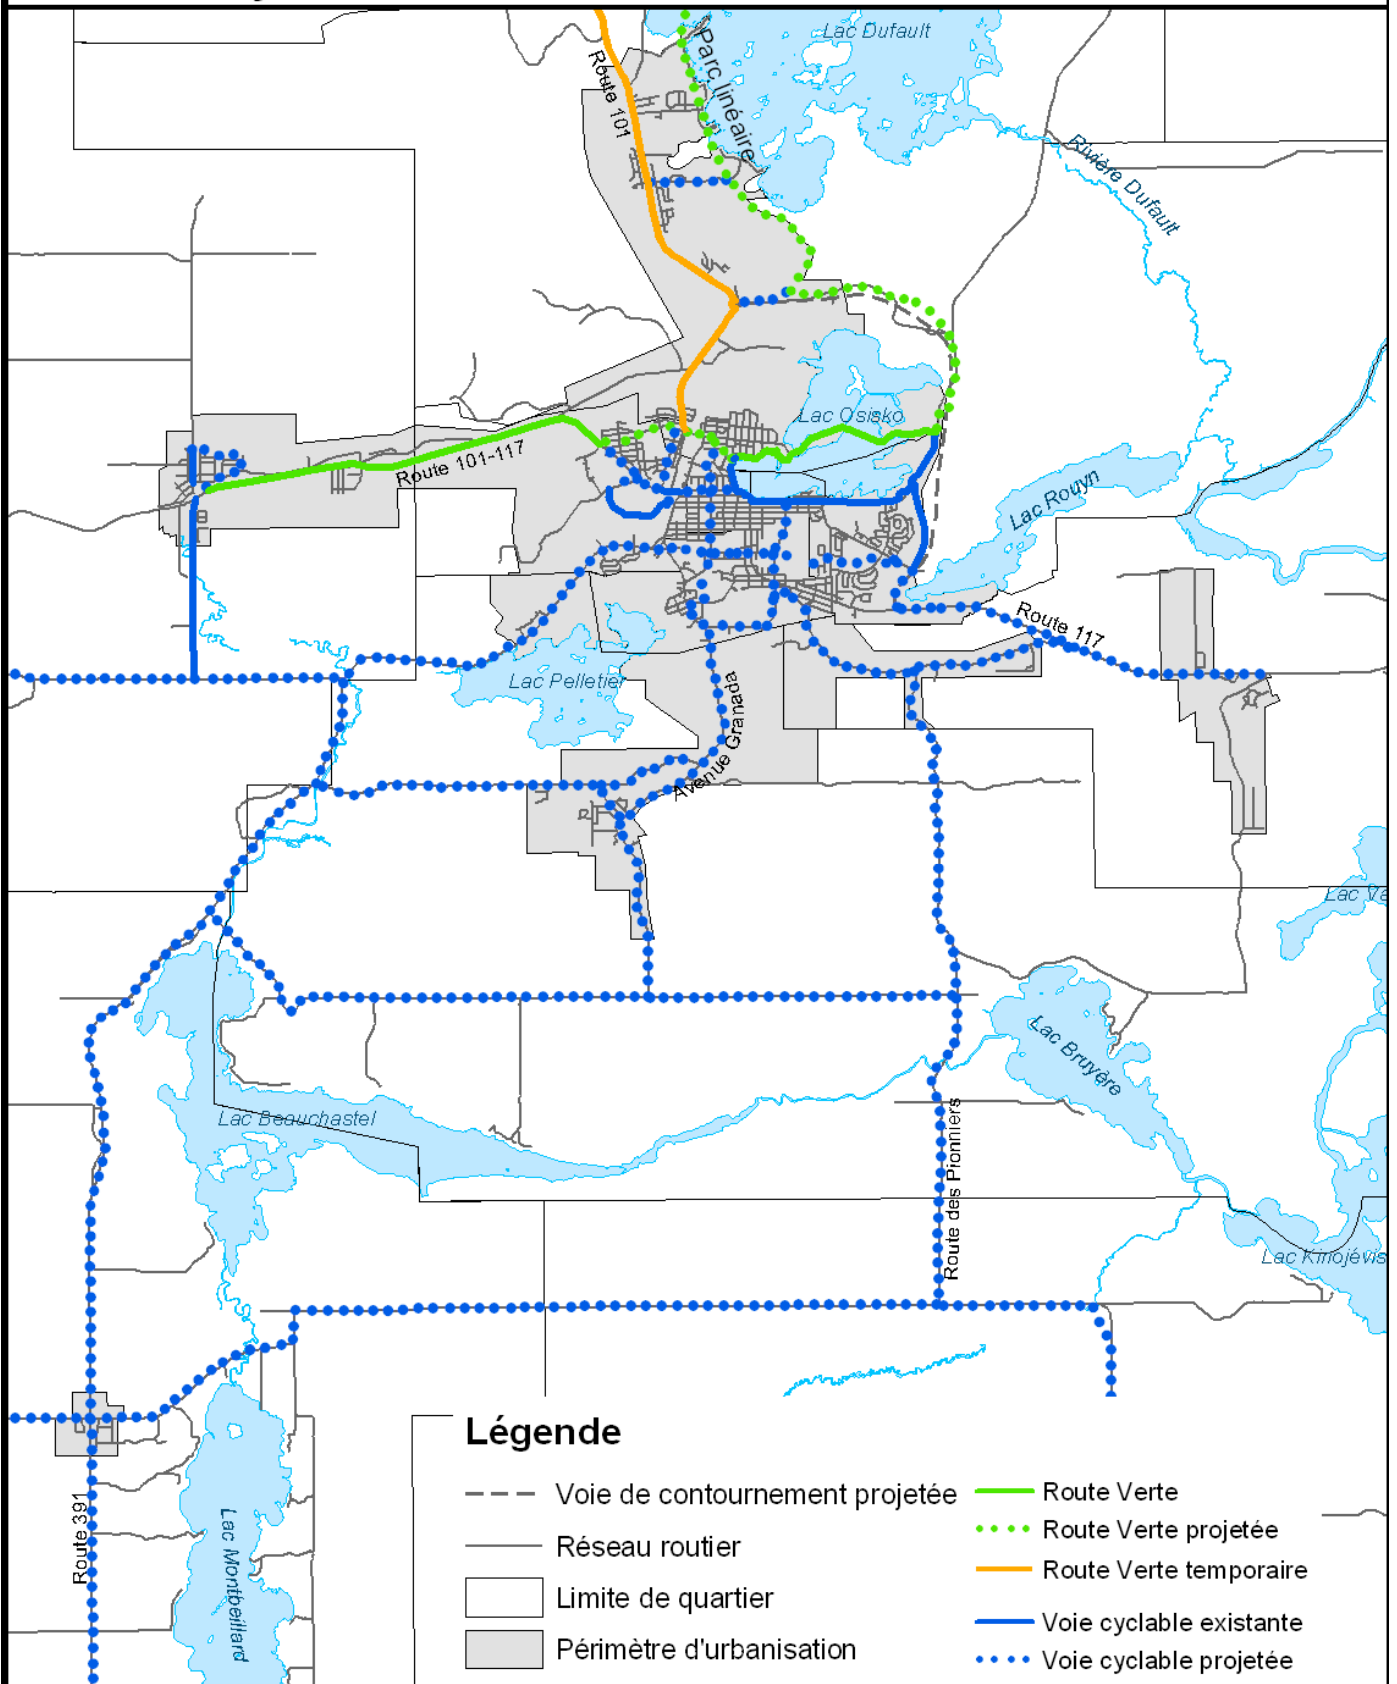 Lac Dufault
Route 101
Parc linéaire
Rivière Dufault
Lac Osisko
Route 101-117
Lac Rouyn
Route 117
Lac Pelletier
Avenue Granada
Lac Bruyère
Lac Beauchastel
Route des Pionniers
Lac Kinojévis
Route 391
Lac Montbeillard
Légende
Voie de contournement projetée
Réseau routier
Limite de quartier
Périmètre d'urbanisation
Route Verte
Route Verte projetée
Route Verte temporaire
Voie cyclable existante
Voie cyclable projetée